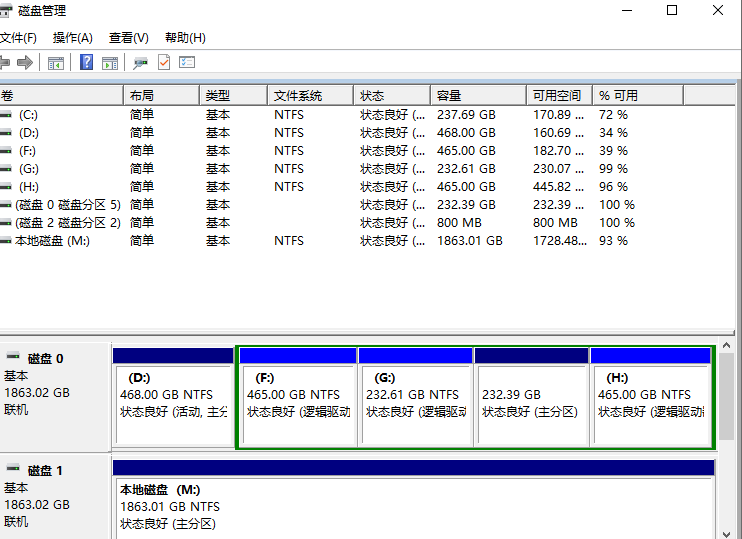 磁盘管理
文件(F) 操作(A) 查看(V) 帮助(H)
卷 布局 类型 文件系统 状态 容量 可用空间 % 可用
(C:) 简单 基本 NTFS 状态良好 (... 237.69 GB 170.89 ... 72 %
(D:) 简单 基本 NTFS 状态良好 (... 468.00 GB 160.69 ... 34 %
(F:) 简单 基本 NTFS 状态良好 (... 465.00 GB 182.70 ... 39 %
(G:) 简单 基本 NTFS 状态良好 (... 232.61 GB 230.07 ... 99 %
(H:) 简单 基本 NTFS 状态良好 (... 465.00 GB 445.82 ... 96 %
(磁盘 0 磁盘分区 5) 简单 基本 状态良好 (... 232.39 GB 232.39 ... 100 %
(磁盘 2 磁盘分区 2) 简单 基本 状态良好 (... 800 MB 800 MB 100 %
本地磁盘 (M:) 简单 基本 NTFS 状态良好 (... 1863.01 GB 1728.48... 93 %
磁盘 0
基本
1863.02 GB
联机
(D:)
468.00 GB NTFS
状态良好 (活动, 主分
(F:)
465.00 GB NTFS
状态良好 (逻辑驱动
(G:)
232.61 GB NTFS
状态良好 (逻辑驱动
232.39 GB
状态良好 (主分区)
(H:)
465.00 GB NTFS
状态良好 (逻辑驱动
磁盘 1
基本
1863.02 GB
联机
本地磁盘 (M:)
1863.01 GB NTFS
状态良好 (主分区)